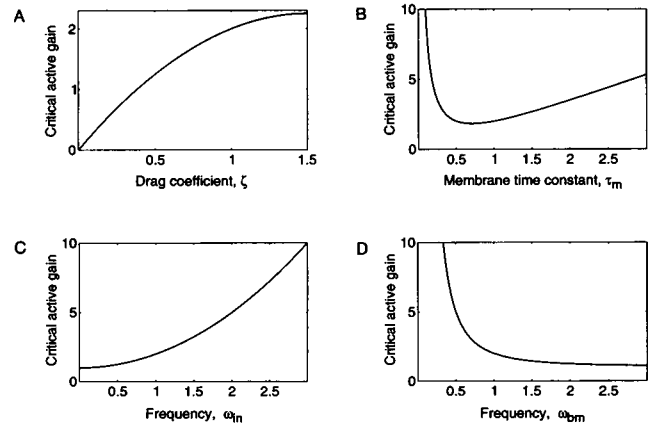 A
Critical active gain
2
1
0
0.5
1
1.5
Drag coefficient, ζ
B
Critical active gain
10
5
0
0.5
1
1.5
2
2.5
Membrane time constant, τm
C
Critical active gain
10
5
0
0.5
1
1.5
2
2.5
Frequency, ωin
D
Critical active gain
10
5
0
0.5
1
1.5
2
2.5
Frequency, ωbm